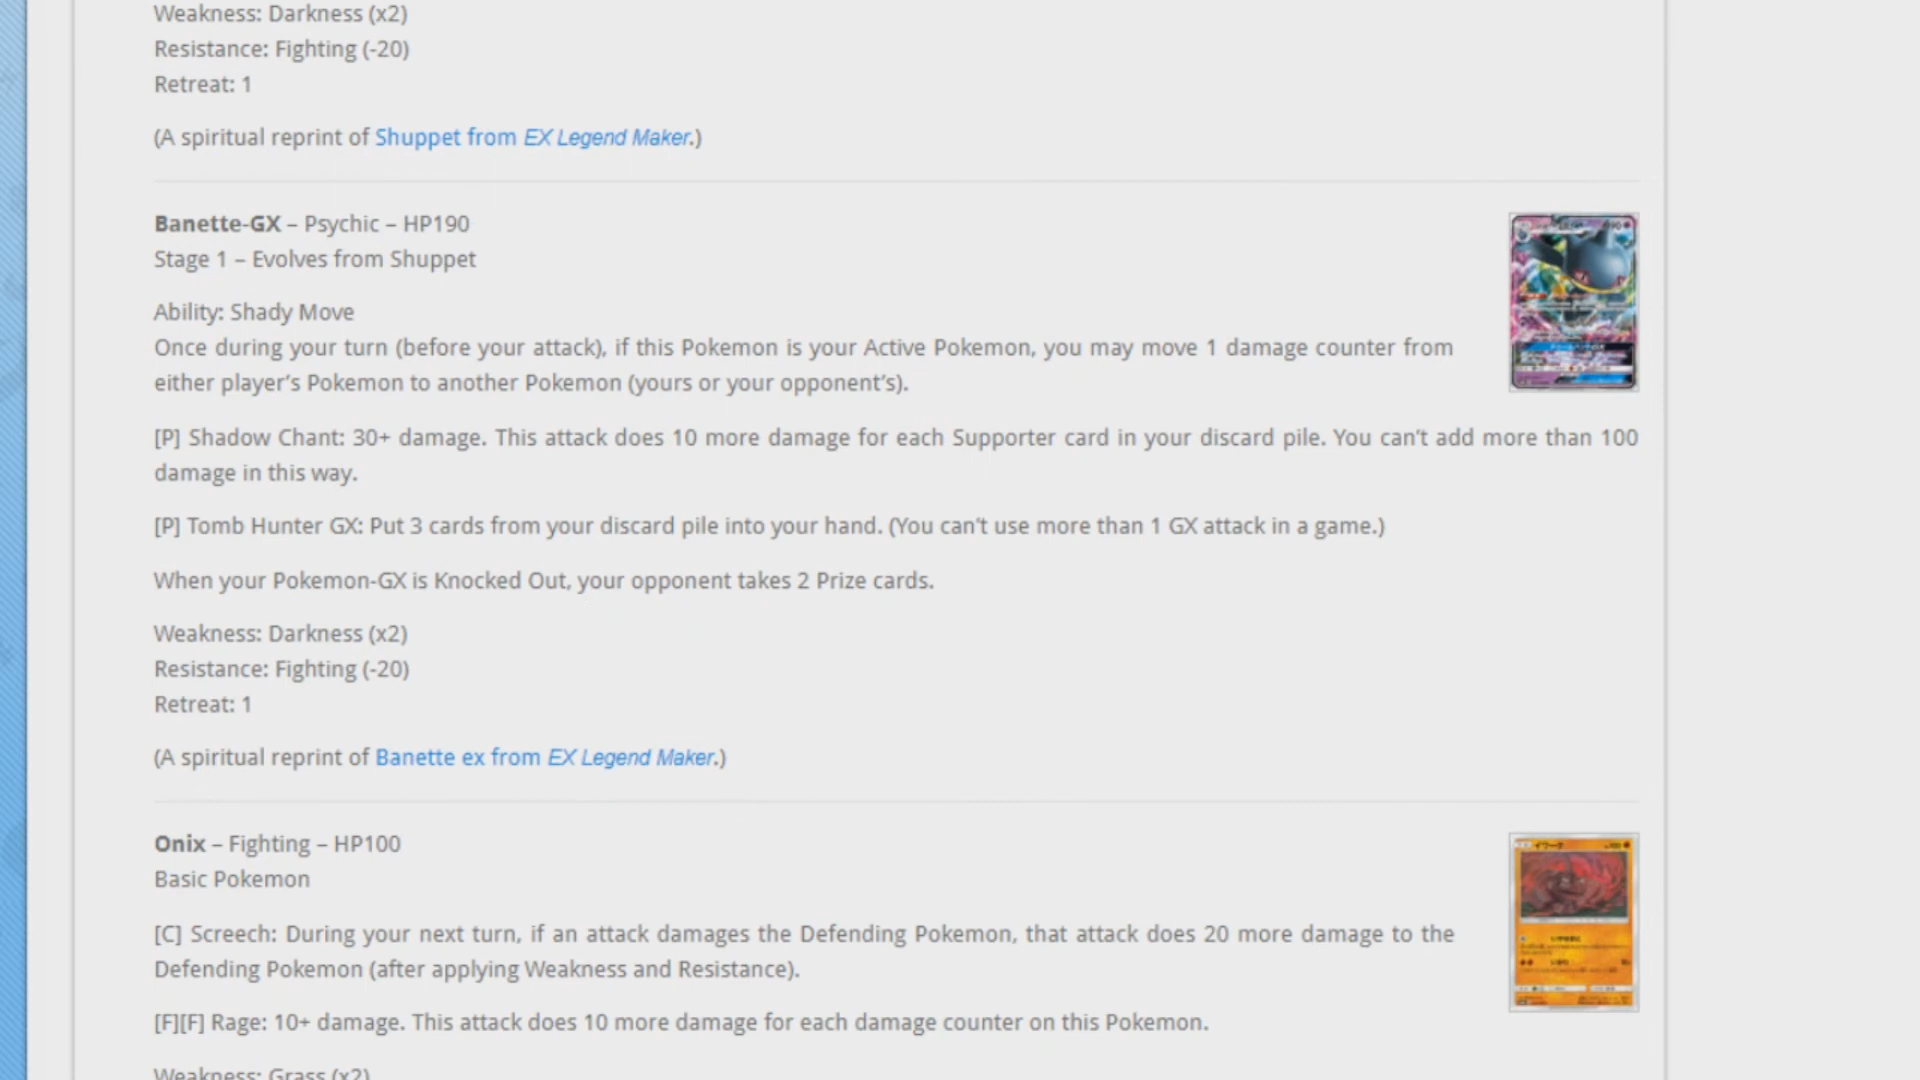 Weakness: Darkness (x2)
Resistance: Fighting (-20)
Retreat: 1
(A spiritual reprint of Shuppet from EX Legend Maker.)
Banette-GX – Psychic – HP190
Stage 1 – Evolves from Shuppet
Ability: Shady Move
Once during your turn (before your attack), if this Pokemon is your Active Pokemon, you may move 1 damage counter from
either player’s Pokemon to another Pokemon (yours or your opponent’s).
[P] Shadow Chant: 30+ damage. This attack does 10 more damage for each Supporter card in your discard pile. You can’t add more than 100
damage in this way.
[P] Tomb Hunter GX: Put 3 cards from your discard pile into your hand. (You can’t use more than 1 GX attack in a game.)
When your Pokemon-GX is Knocked Out, your opponent takes 2 Prize cards.
Weakness: Darkness (x2)
Resistance: Fighting (-20)
Retreat: 1
(A spiritual reprint of Banette ex from EX Legend Maker.)
Onix – Fighting – HP100
Basic Pokemon
[C] Screech: During your next turn, if an attack damages the Defending Pokemon, that attack does 20 more damage to the
Defending Pokemon (after applying Weakness and Resistance).
[F][F] Rage: 10+ damage. This attack does 10 more damage for each damage counter on this Pokemon.
Weakness: Grass (x2)
イワーク